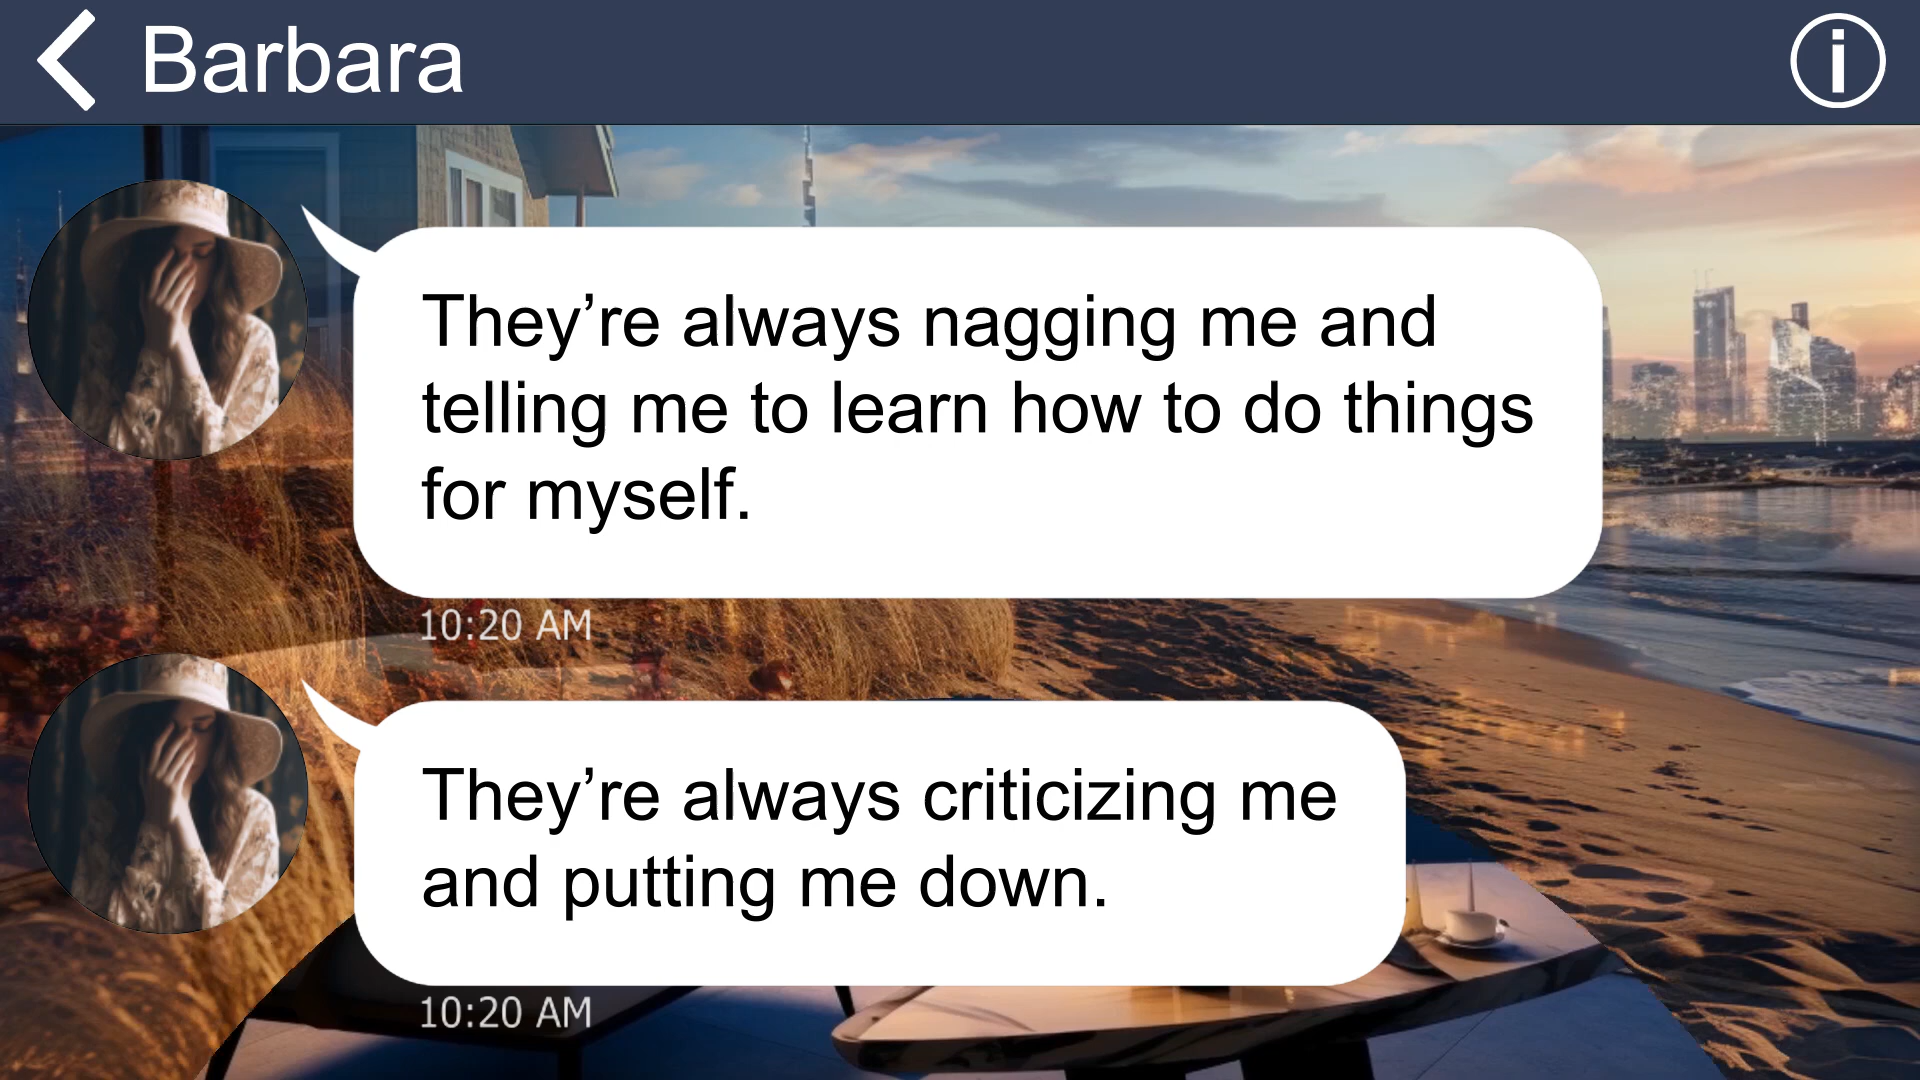 Barbara
They’re always nagging me and
telling me to learn how to do things
for myself.
10:20 AM
They’re always criticizing me
and putting me down.
10:20 AM